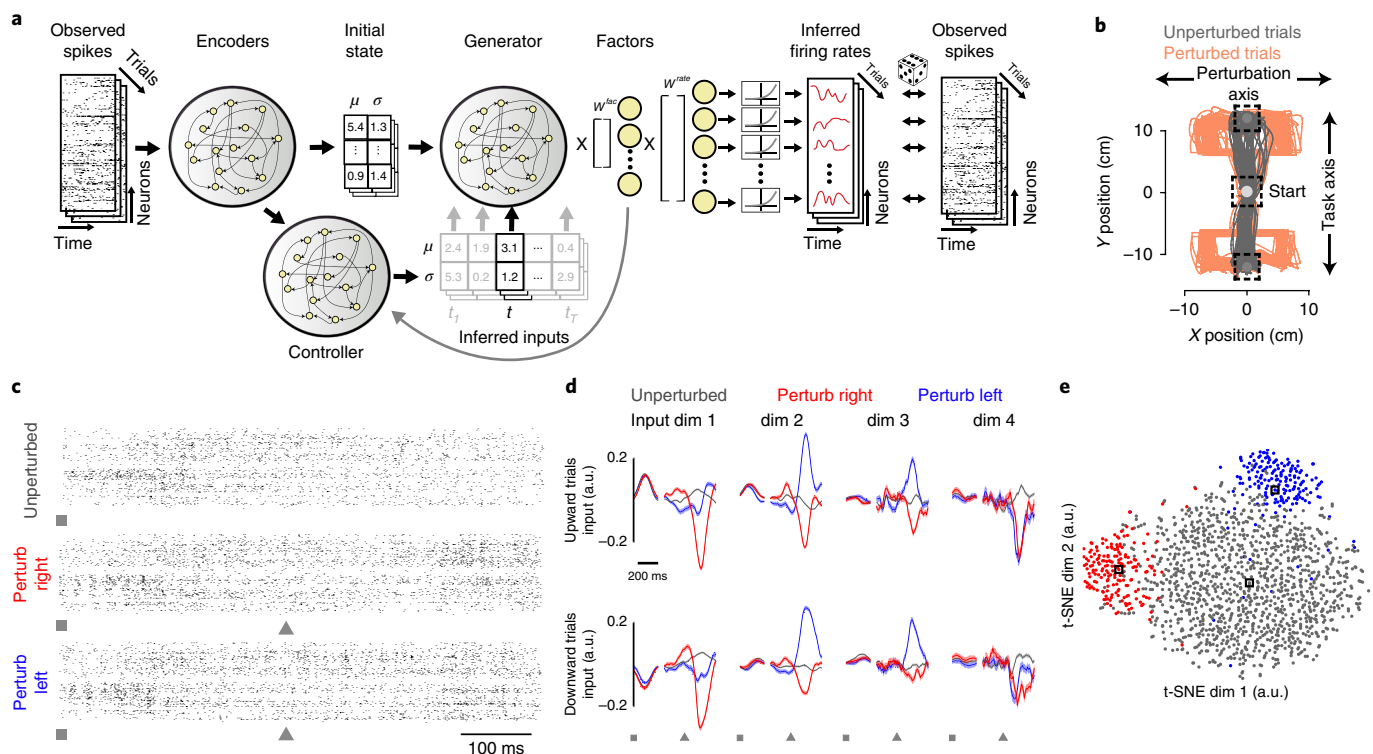 a
Observed spikes
Encoders
Initial state
Generator
Factors
Inferred firing rates
Observed spikes
Trials
Neurons
Time
μ σ
5.4 1.3
⋮ ⋮
0.9 1.4
X
W^fac
X
W^rate
Trials
Neurons
Time
Trials
Neurons
Time
Controller
μ 2.4 1.9 3.1 ... 0.4
σ 5.3 0.2 1.2 ... 2.9
t1 t tT
Inferred inputs
b
Unperturbed trials
Perturbed trials
Perturbation axis
Start
Task axis
Y position (cm)
10
0
−10
−10 0 10
X position (cm)
c
Unperturbed
Perturb right
Perturb left
100 ms
d
Unperturbed Perturb right Perturb left
Input dim 1 dim 2 dim 3 dim 4
Upward trials input (a.u.)
0.2
−0.2
200 ms
Downward trials input (a.u.)
0.2
−0.2
e
t-SNE dim 2 (a.u.)
t-SNE dim 1 (a.u.)